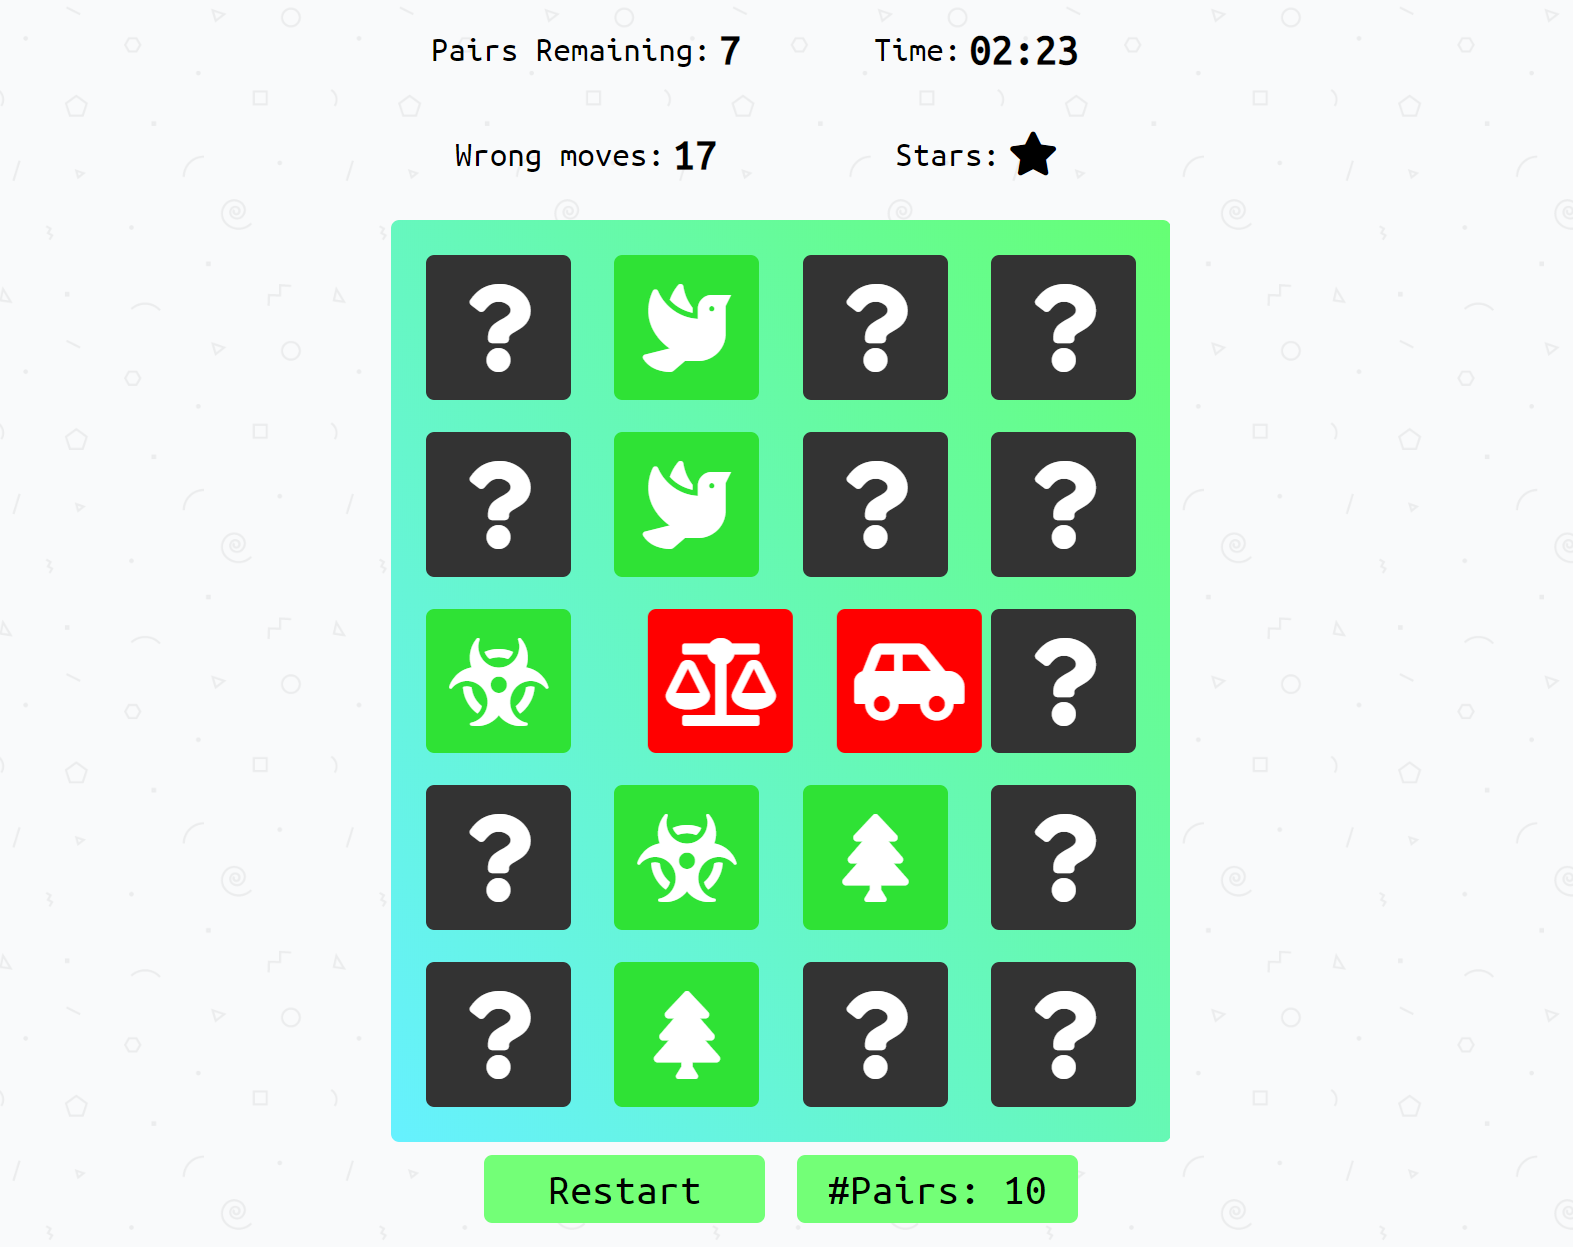 Pairs Remaining: 7
Time: 02:23
Wrong moves: 17
Stars:
? ? ?
? ? ?
?
? ?
? ? ?
Restart
#Pairs: 10